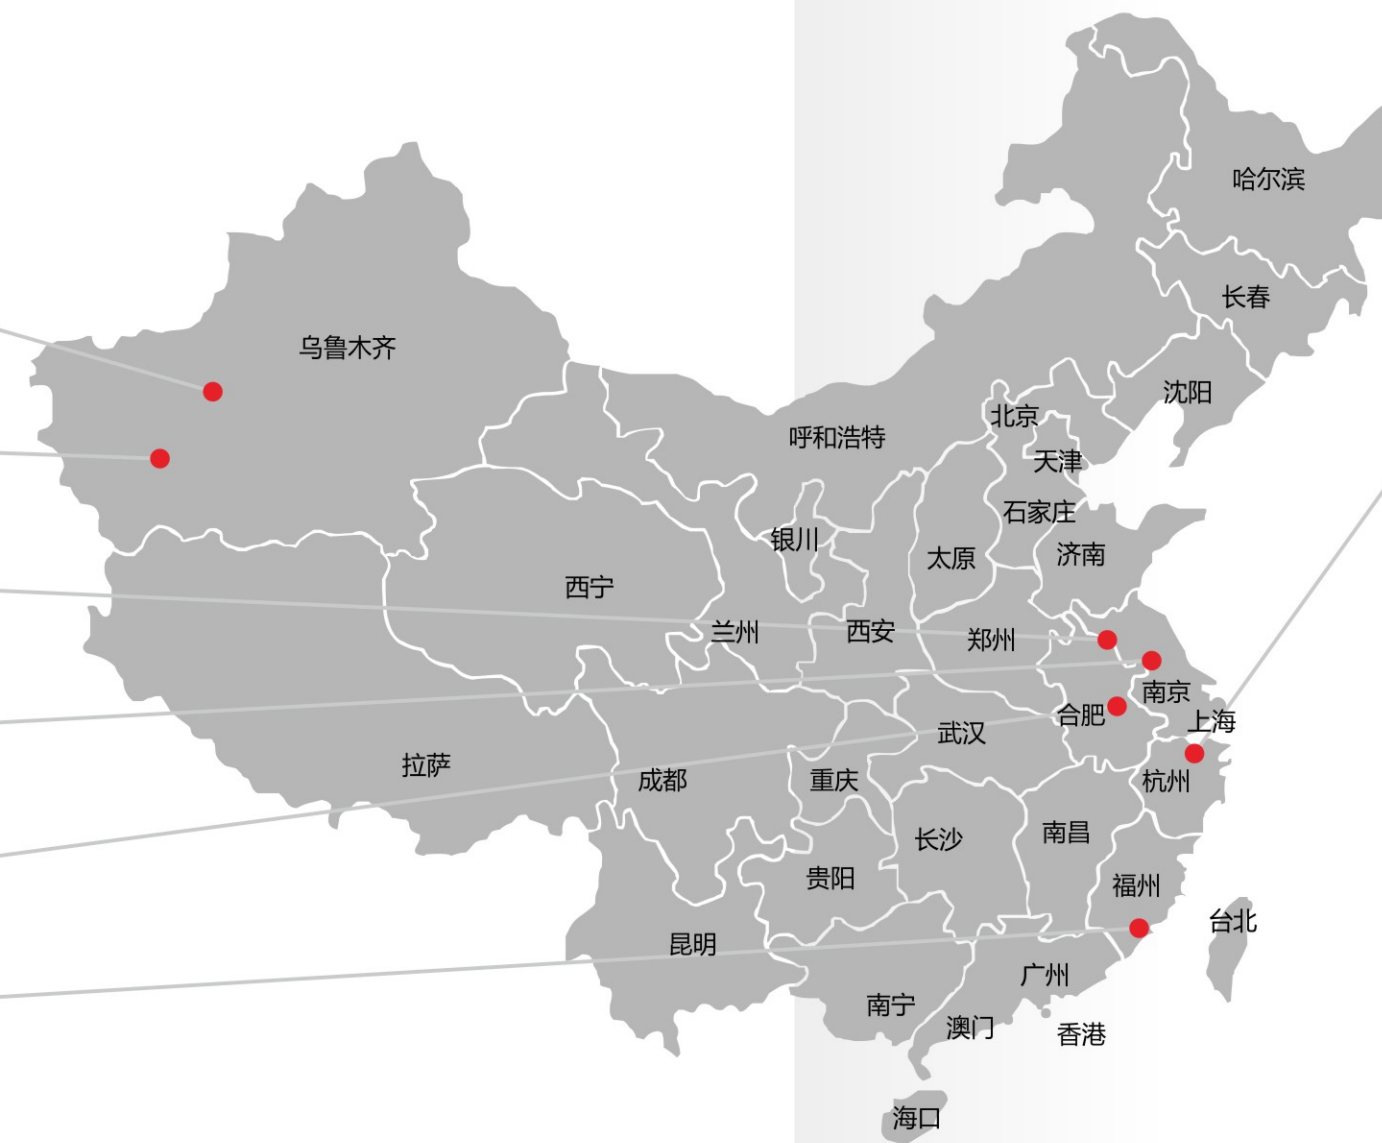 哈尔滨
长春
乌鲁木齐
沈阳
北京
呼和浩特
天津
石家庄
银川
济南
太原
西宁
兰州
西安
郑州
南京
合肥
上海
武汉
拉萨
成都
重庆
杭州
南昌
长沙
贵阳
福州
台北
昆明
广州
南宁
澳门
香港
海口